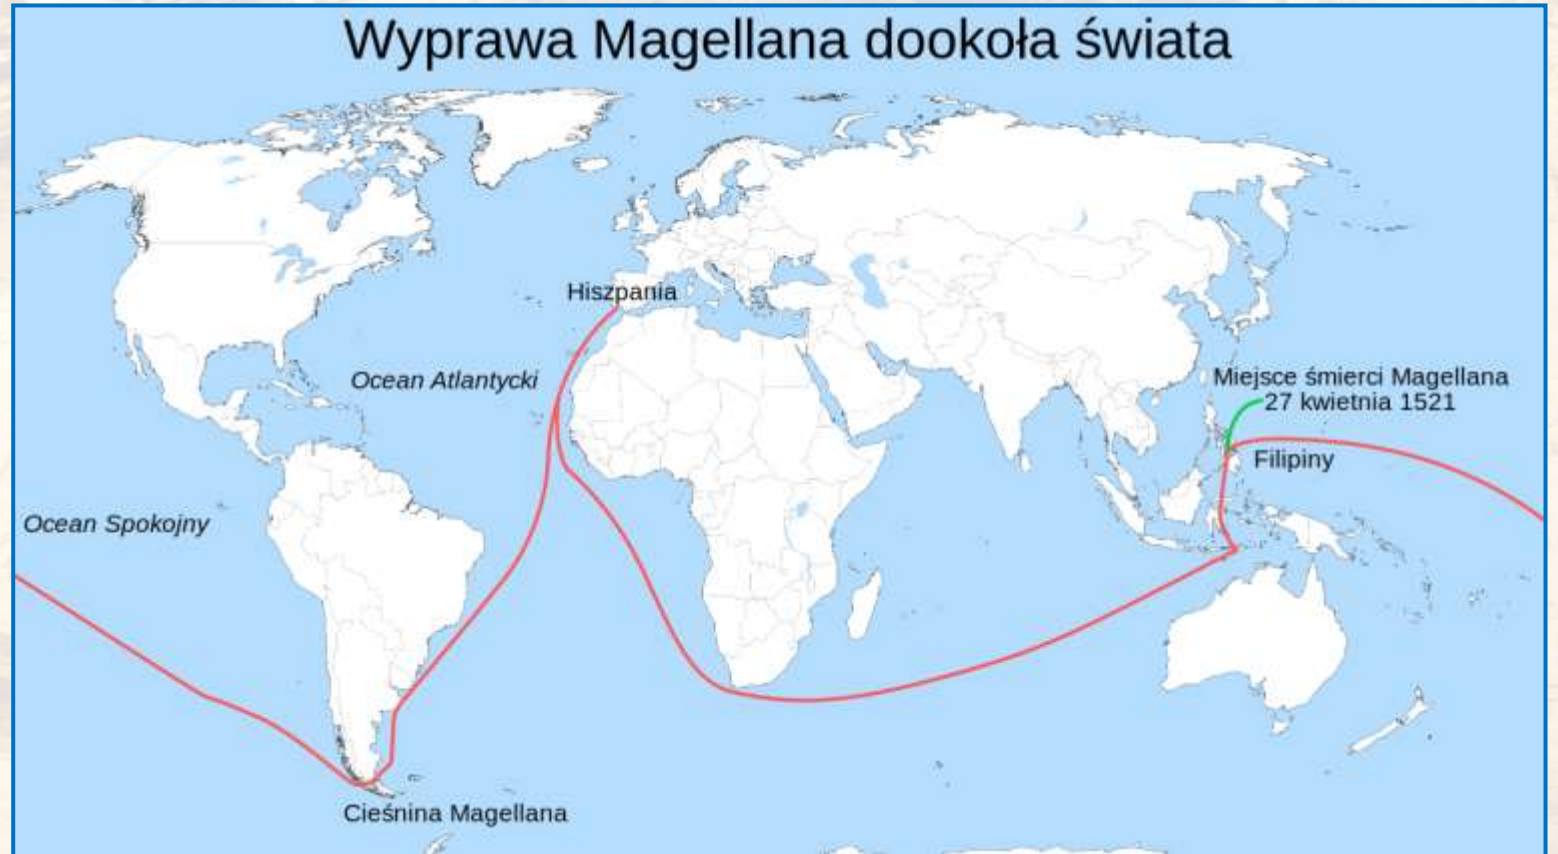 Wyprawa Magellana dookoła świata
Hiszpania
Ocean Atlantycki
Miejsce śmierci Magellana
27 kwietnia 1521
Filipiny
Ocean Spokojny
Cieśnina Magellana